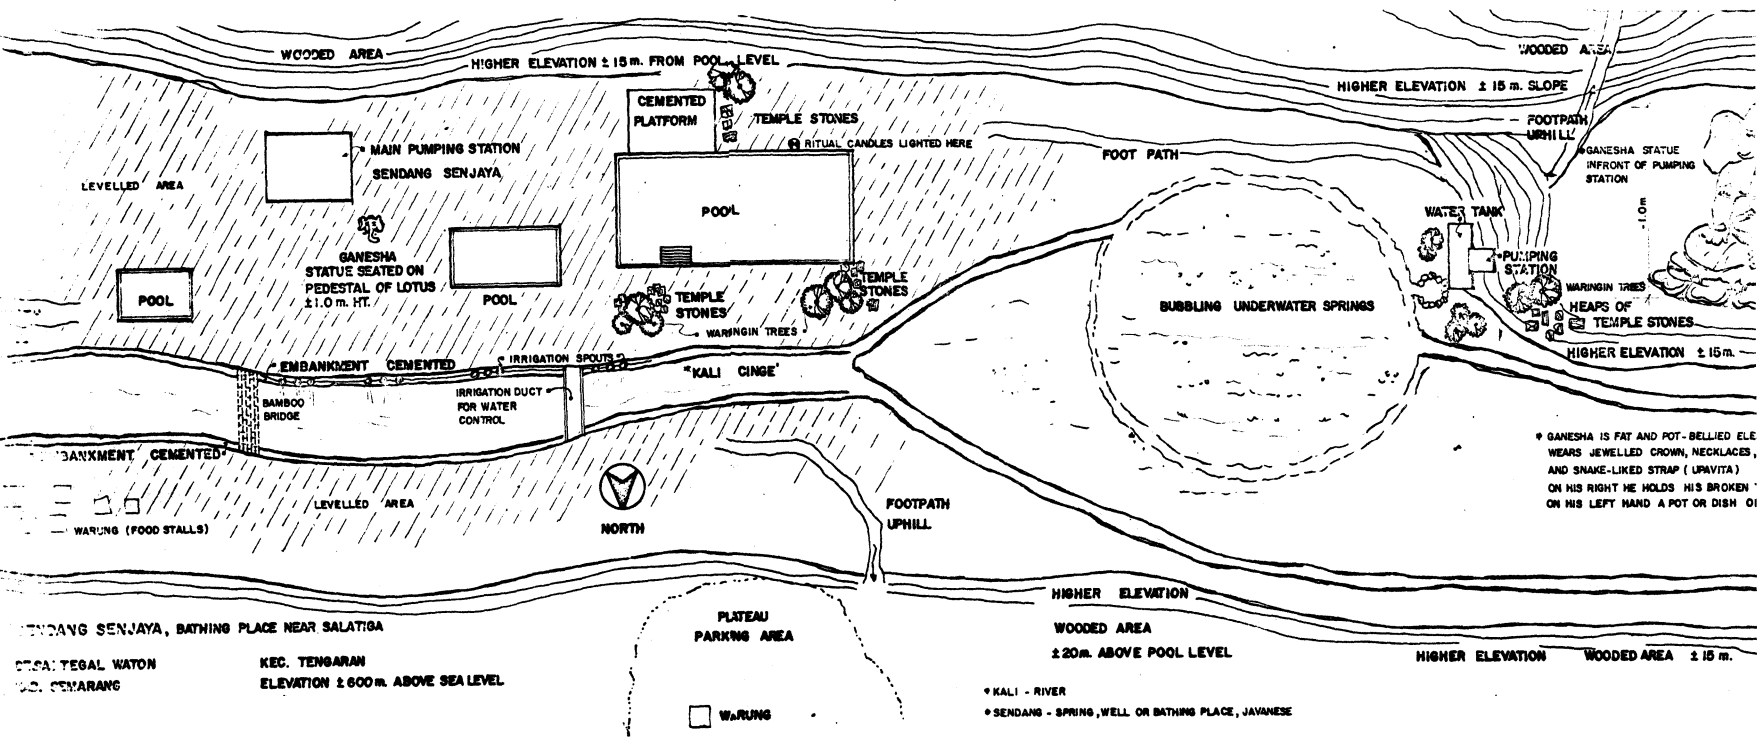 WOODED AREA
HIGHER ELEVATION ± 15 m. FROM POOL LEVEL
WOODED AREA
HIGHER ELEVATION ± 15 m. SLOPE
CEMENTED
PLATFORM
TEMPLE STONES
RITUAL CANDLES LIGHTED HERE
FOOT PATH
FOOTPATH
UPHILL
* GANESHA STATUE
INFRONT OF PUMPING
STATION
MAIN PUMPING STATION
SENDANG SENJAYA
LEVELLED AREA
POOL
-1.0m
WATER TANK
GANESHA
STATUE SEATED ON
PEDESTAL OF LOTUS
±1.0 m. HT.
PUMPING
STATION
POOL
POOL
TEMPLE
STONES
TEMPLE
STONES
WARINGIN TREES
BUBBLING UNDERWATER SPRINGS
WARINGIN TREES
HEAPS OF
TEMPLE STONES
HIGHER ELEVATION ± 15 m.
EMBANKMENT CEMENTED
IRRIGATION SPOUTS
"KALI CINGE"
BAMBOO
BRIDGE
IRRIGATION DUCT
FOR WATER
CONTROL
CEMENTED
LEVELLED AREA
WARUNG (FOOD STALLS)
NORTH
FOOTPATH
UPHILL
* GANESHA IS FAT AND POT-BELLIED ELE
WEARS JEWELLED CROWN, NECKLACES,
AND SNAKE-LIKED STRAP ( UPAVITA )
ON HIS RIGHT HE HOLDS HIS BROKEN
ON HIS LEFT HAND A POT OR DISH
HIGHER ELEVATION
WOODED AREA
±20m. ABOVE POOL LEVEL
HIGHER ELEVATION WOODED AREA ± 15 m.
PLATEAU
PARKING AREA
WARUNG
SENDANG SENJAYA, BATHING PLACE NEAR SALATIGA
DESA: TEGAL WATON
KEC. TENGARAN
SEMARANG
ELEVATION ±600m. ABOVE SEA LEVEL
* KALI - RIVER
* SENDANG - SPRING, WELL OR BATHING PLACE, JAVANESE